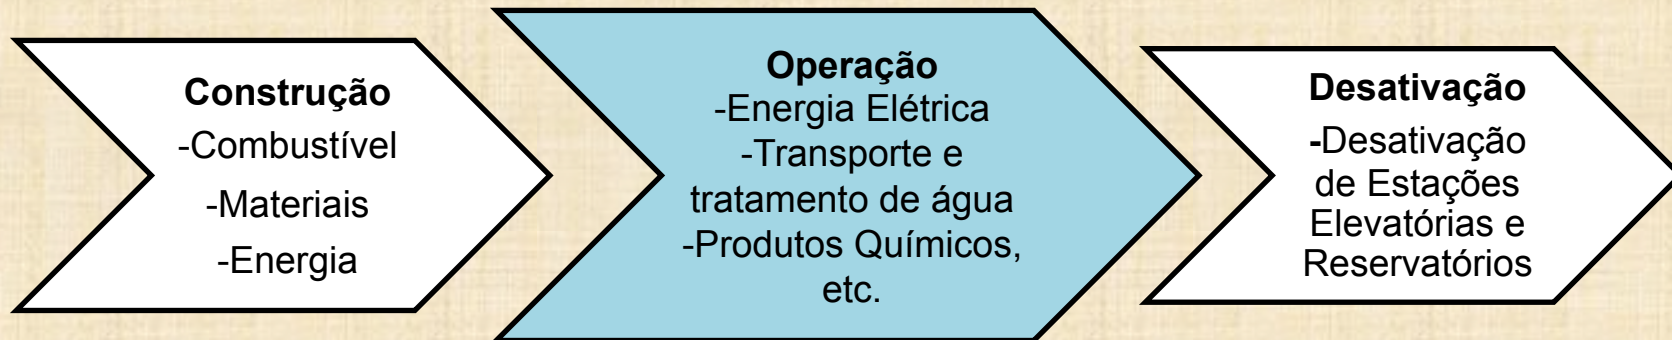 Construção
-Combustível
-Materiais
-Energia
Operação
-Energia Elétrica
-Transporte e
tratamento de água
-Produtos Químicos,
etc.
Desativação
-Desativação
de Estações
Elevatórias e
Reservatórios